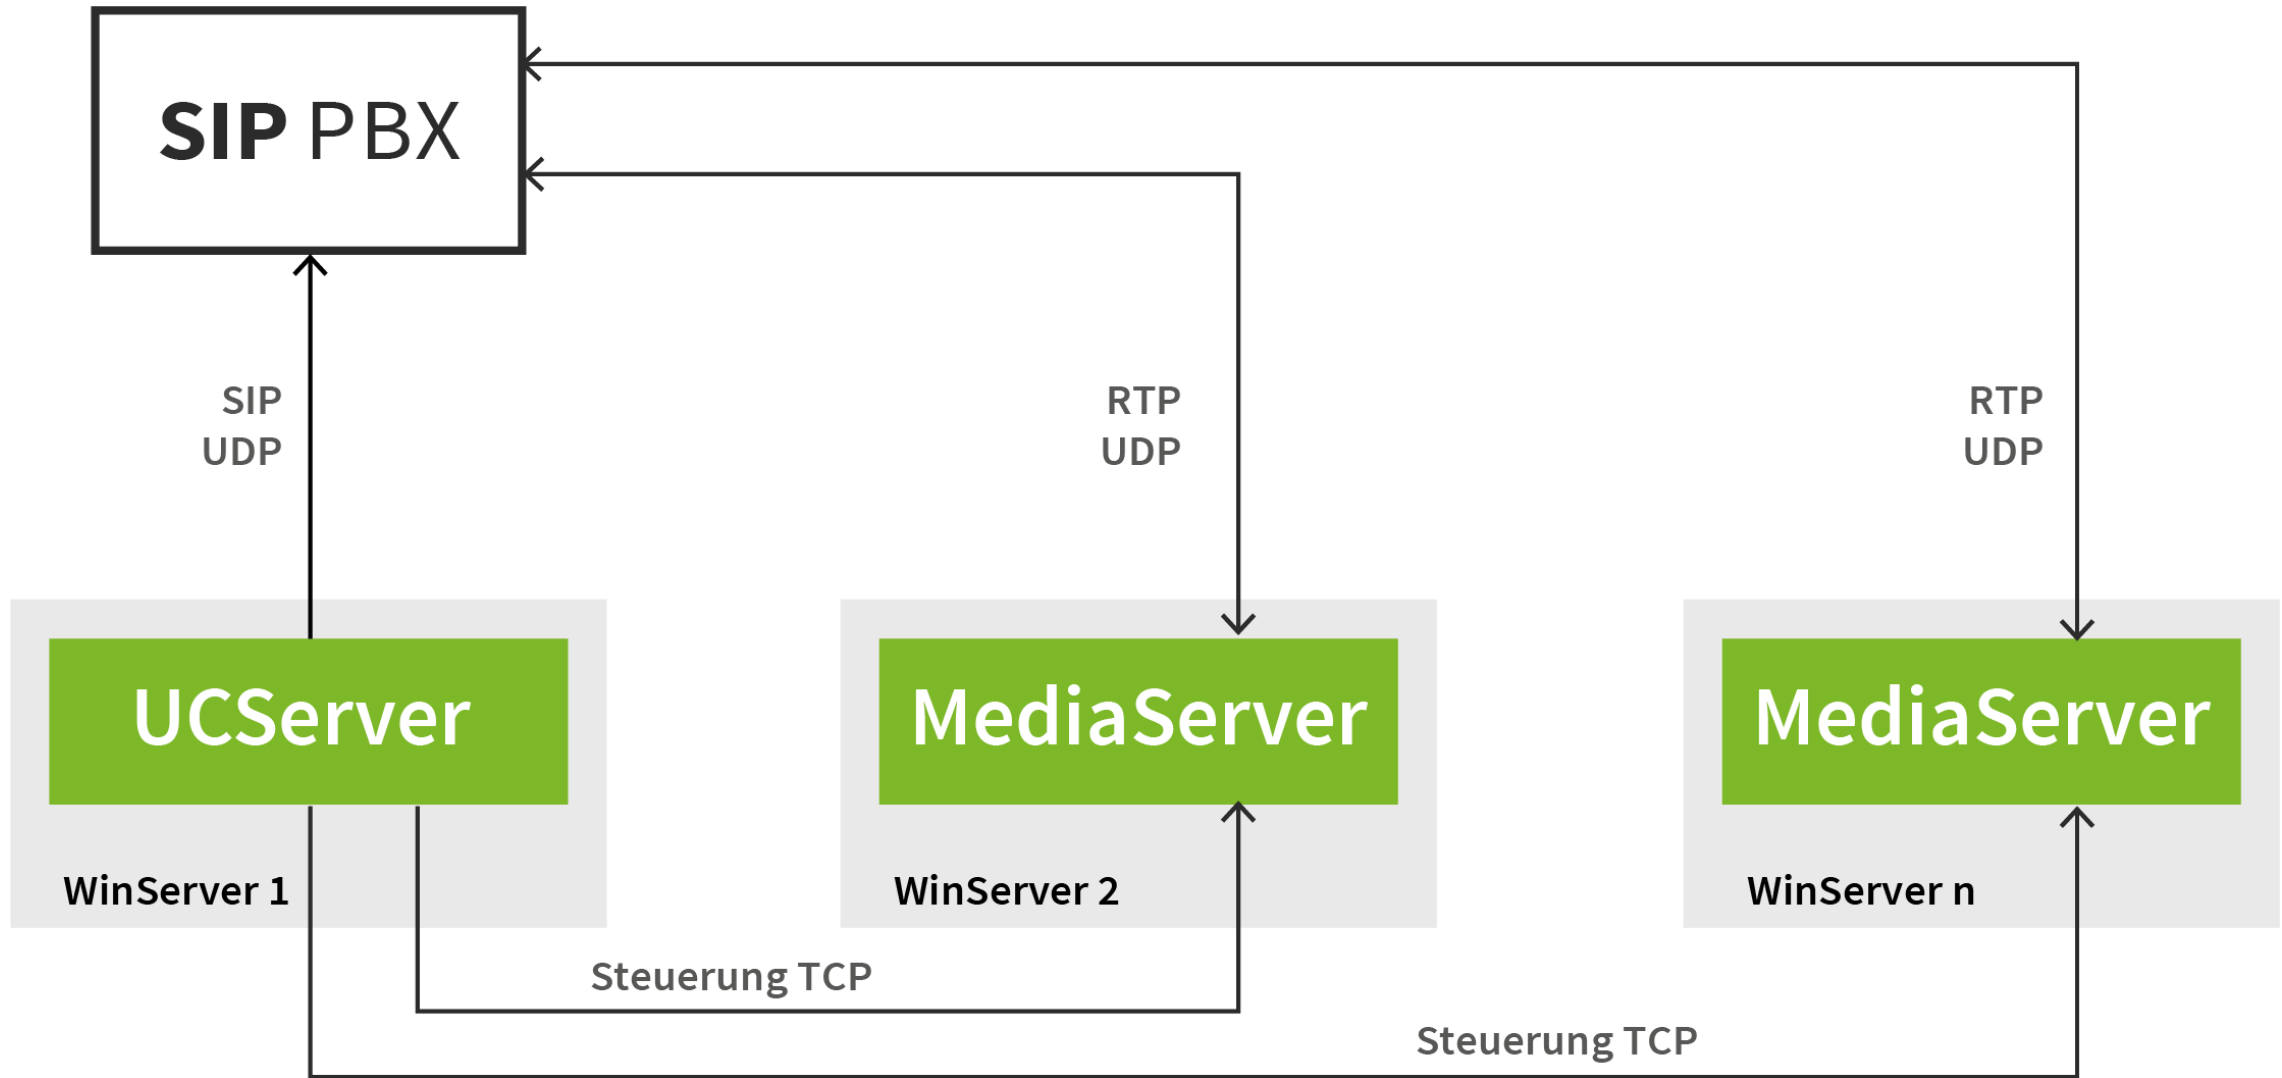 SIP PBX
SIP
UDP
RTP
UDP
RTP
UDP
UCServer
MediaServer
MediaServer
WinServer 1
WinServer 2
WinServer n
Steuerung TCP
Steuerung TCP